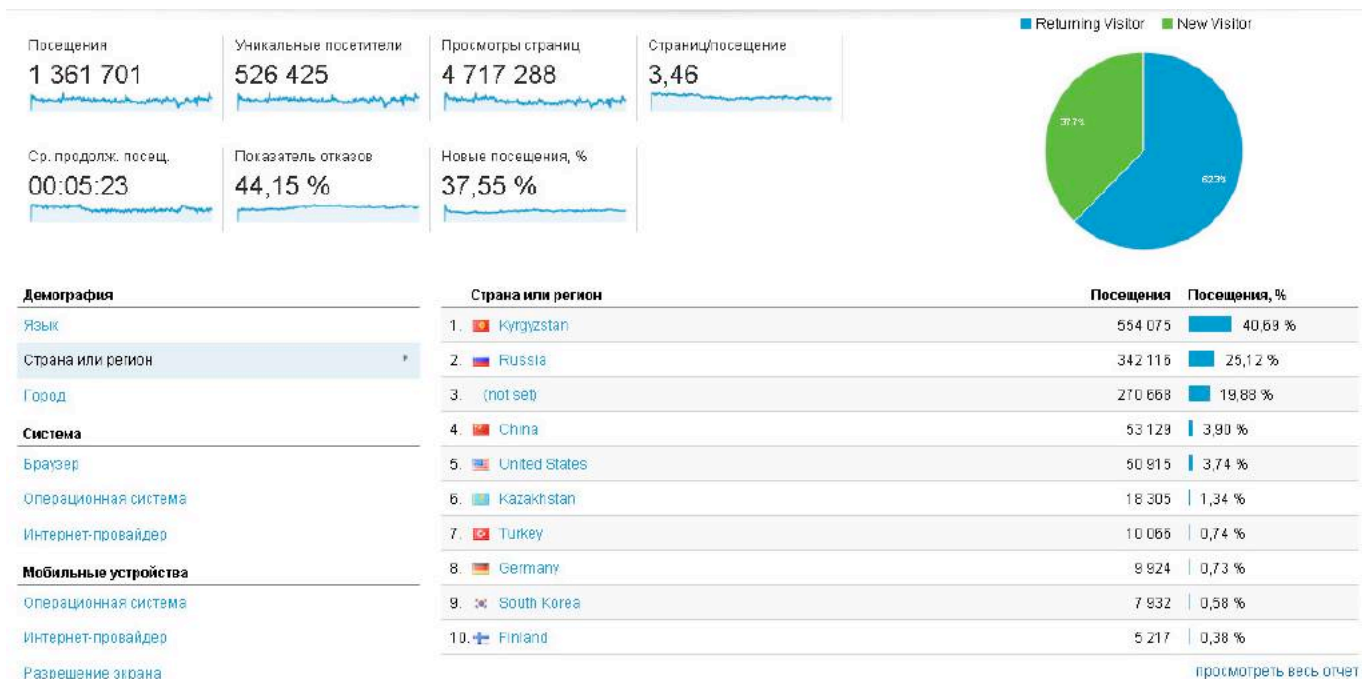 Returning Visitor New Visitor
Посещения Уникальные посетители Просмотры страниц Страниц/посещение
1 361 701 526 425 4 717 288 3,46
37.7%
62.3%
Ср. продолж. посещ. Показатель отказов Новые посещения, %
00:05:23 44,15 % 37,55 %
Демография
Язык
Страна или регион
Город
Система
Браузер
Операционная система
Интернет-провайдер
Мобильные устройства
Операционная система
Интернет-провайдер
Разрешение экрана
Страна или регион Посещения Посещения, %
1. Kyrgyzstan 554 075 40,69 %
2. Russia 342 116 25,12 %
3. (not set) 270 668 19,88 %
4. China 53 129 3,90 %
5. United States 50 915 3,74 %
6. Kazakhstan 18 305 1,34 %
7. Turkey 10 066 0,74 %
8. Germany 9 924 0,73 %
9. South Korea 7 932 0,58 %
10. Finland 5 217 0,38 %
просмотреть весь отчет